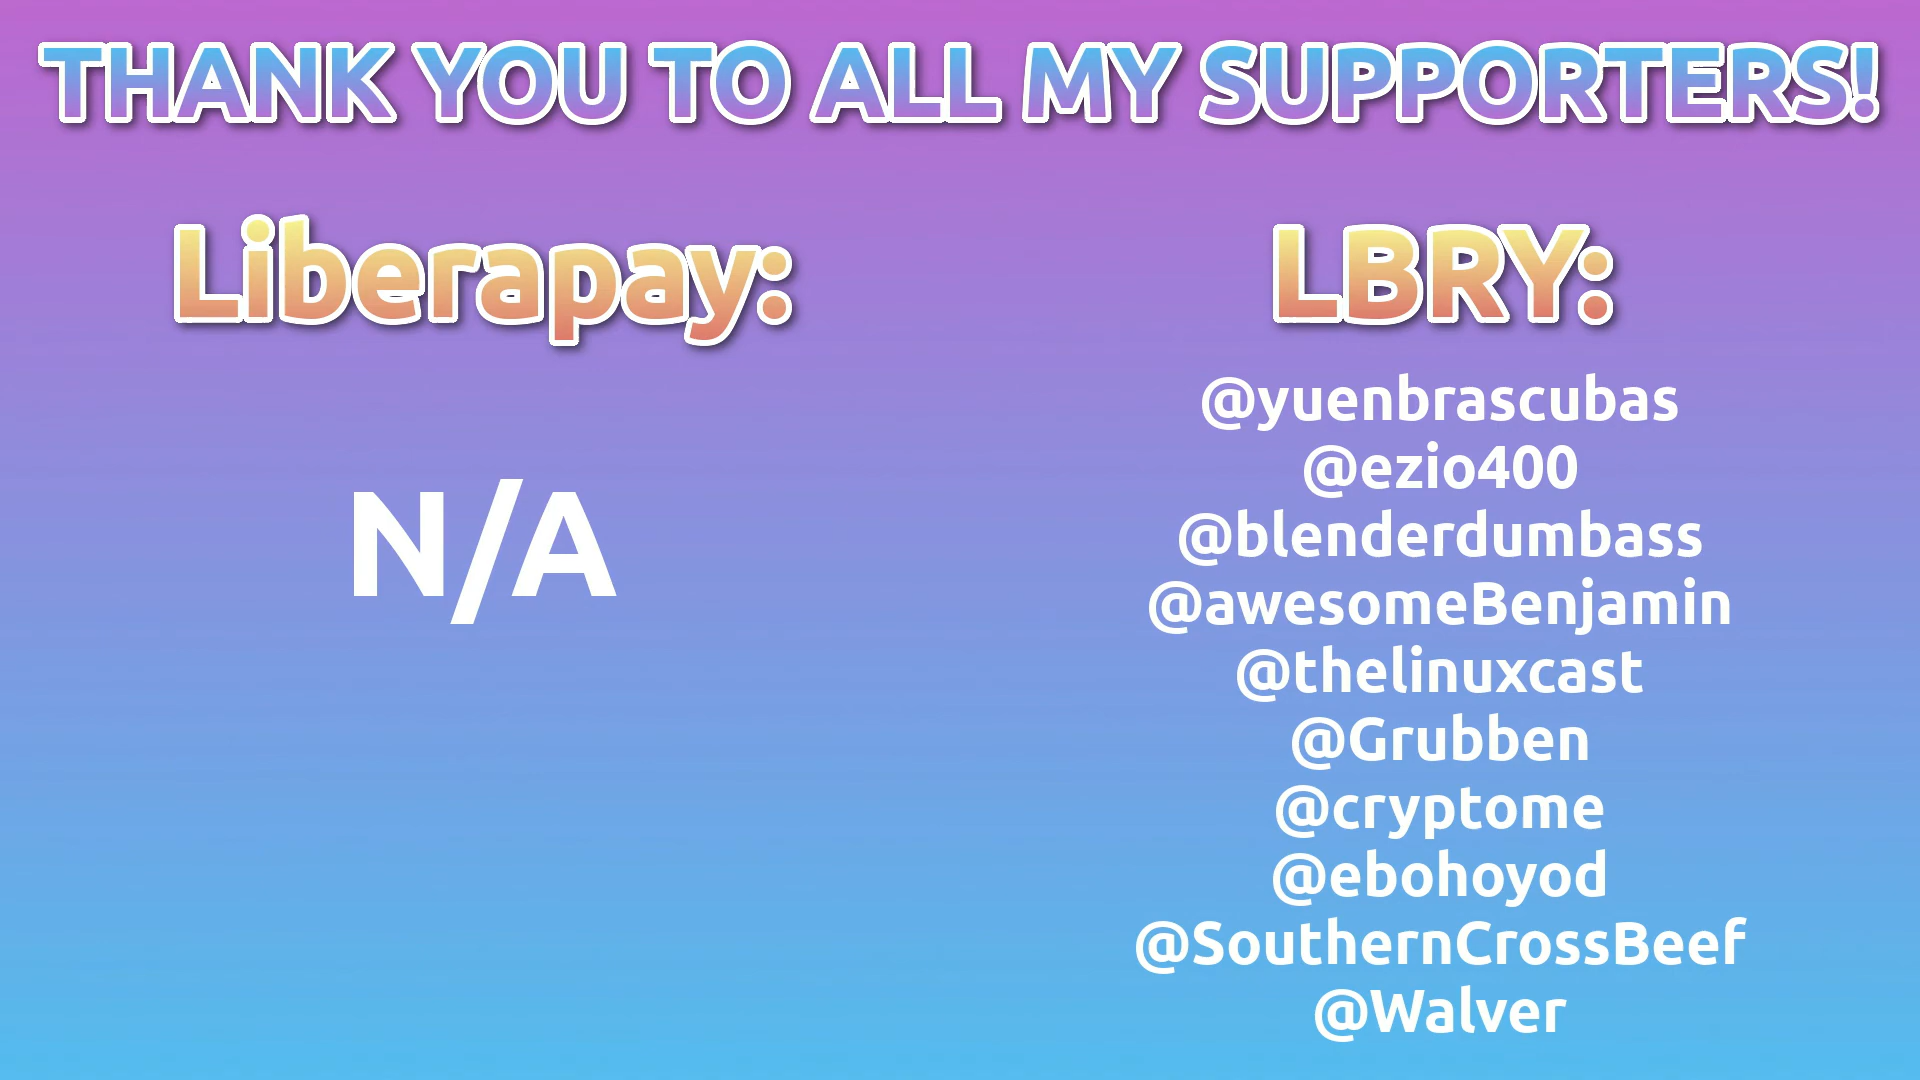 THANK YOU TO ALL MY SUPPORTERS!
Liberapay:
N/A
LBRY:
@yuenbrascubas
@ezio400
@blenderdumbass
@awesomeBenjamin
@thelinuxcast
@Grubben
@cryptome
@ebohoyod
@SouthernCrossBeef
@Walver